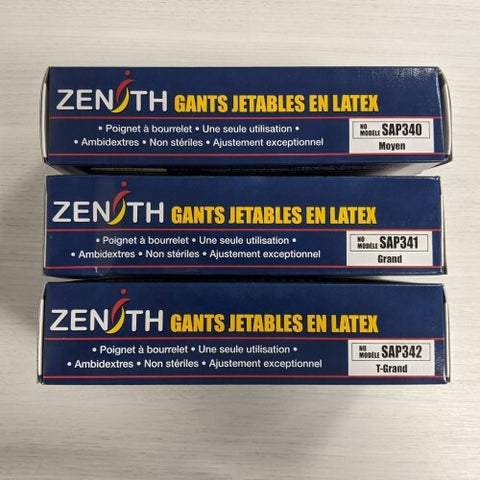 ZENITH GANTS JETABLES EN LATEX
• Poignet à bourrelet • Une seule utilisation •
• Ambidextres • Non stériles • Ajustement exceptionnel
NO MODÈLE SAP340
Moyen
ZENITH GANTS JETABLES EN LATEX
• Poignet à bourrelet • Une seule utilisation •
• Ambidextres • Non stériles • Ajustement exceptionnel
NO MODÈLE SAP341
Grand
ZENITH GANTS JETABLES EN LATEX
• Poignet à bourrelet • Une seule utilisation •
• Ambidextres • Non stériles • Ajustement exceptionnel
NO MODÈLE SAP342
T-Grand